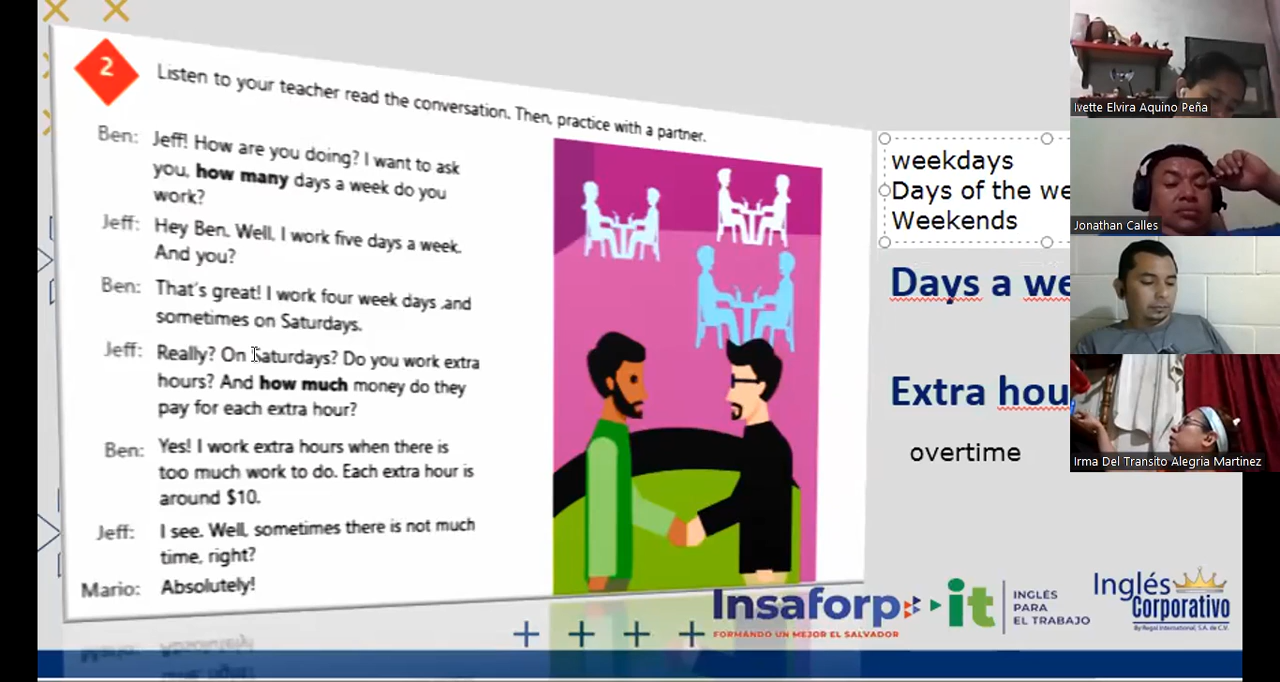 2
Listen to your teacher read the conversation. Then, practice with a partner.
Ben: Jeff! How are you doing? I want to ask
you, how many days a week do you
work?
Jeff: Hey Ben. Well, I work five days a week.
And you?
Ben: That's great! I work four week days .and
sometimes on Saturdays.
Jeff: Really? On Saturdays? Do you work extra
hours? And how much money do they
pay for each extra hour?
Ben: Yes! I work extra hours when there is
too much work to do. Each extra hour is
around $10.
Jeff: I see. Well, sometimes there is not much
time, right?
Mario: Absolutely!
weekdays
Days of the we
Weekends
Days a we
Extra hou
overtime
Insaforp
FORMANDO UN MEJOR EL SALVADOR
it
INGLÉS
PARA
EL TRABAJO
Inglés
Corporativo
By Regal International, S.A. de C.V.
Ivette Elvira Aquino Peña
Jonathan Calles
Irma Del Transito Alegria Martinez